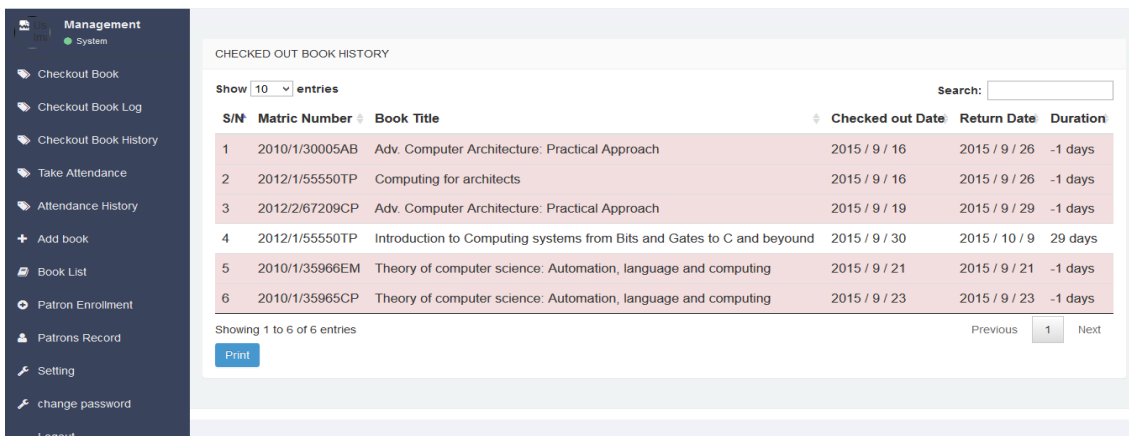 Management
System
Checkout Book
Checkout Book Log
Checkout Book History
Take Attendance
Attendance History
Add book
Book List
Patron Enrollment
Patrons Record
Setting
change password
Logout
CHECKED OUT BOOK HISTORY
Show 10 entries
Search:
S/N Matric Number Book Title Checked out Date Return Date Duration
1 2010/1/30005AB Adv. Computer Architecture: Practical Approach 2015 / 9 / 16 2015 / 9 / 26 -1 days
2 2012/1/55550TP Computing for architects 2015 / 9 / 16 2015 / 9 / 26 -1 days
3 2012/2/67209CP Adv. Computer Architecture: Practical Approach 2015 / 9 / 19 2015 / 9 / 29 -1 days
4 2012/1/55550TP Introduction to Computing systems from Bits and Gates to C and beyound 2015 / 9 / 30 2015 / 10 / 9 29 days
5 2010/1/35966EM Theory of computer science: Automation, language and computing 2015 / 9 / 21 2015 / 9 / 21 -1 days
6 2010/1/35965CP Theory of computer science: Automation, language and computing 2015 / 9 / 23 2015 / 9 / 23 -1 days
Showing 1 to 6 of 6 entries
Previous 1 Next
Print